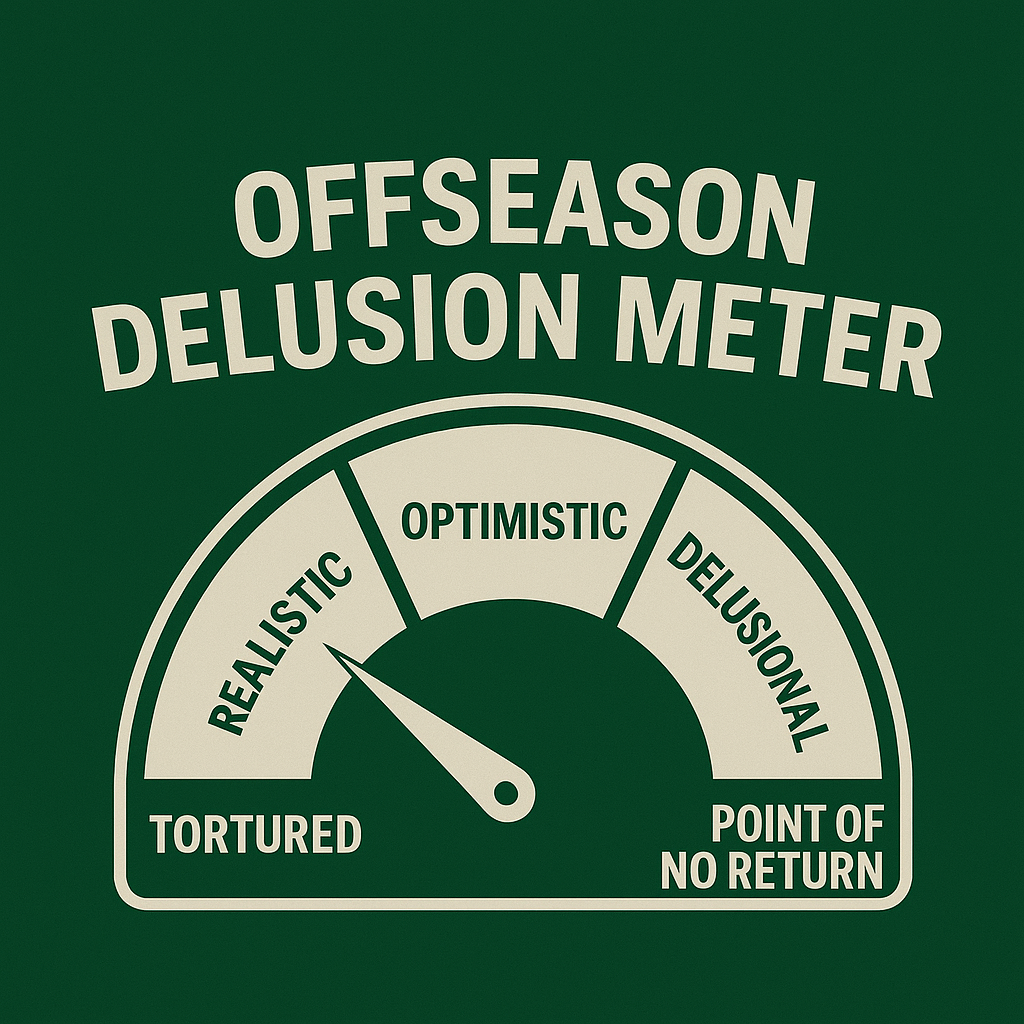 OFFSEASON
DELUSION METER
REALISTIC
OPTIMISTIC
DELUSIONAL
TORTURED
POINT OF
NO RETURN